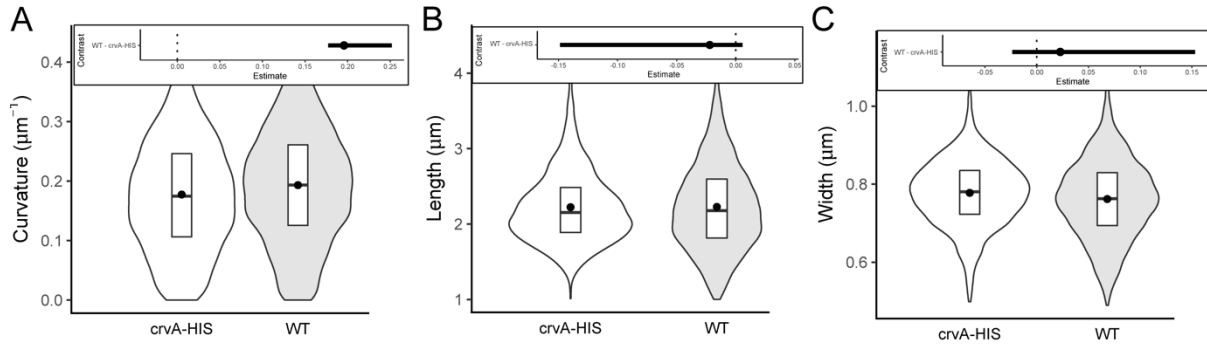 A
Contrast
WT - crvA-HIS
0.00 0.05 0.10 0.15 0.20 0.25
Estimate
Curvature (μm⁻¹)
0.4
0.3
0.2
0.1
0.0
crvA-HIS WT
B
Contrast
WT - crvA-HIS
-0.15 -0.10 -0.05 0.00 0.05
Estimate
Length (μm)
4
3
2
1
crvA-HIS WT
C
Contrast
WT - crvA-HIS
-0.05 0.00 0.05 0.10 0.15
Estimate
Width (μm)
1.0
0.8
0.6
crvA-HIS WT